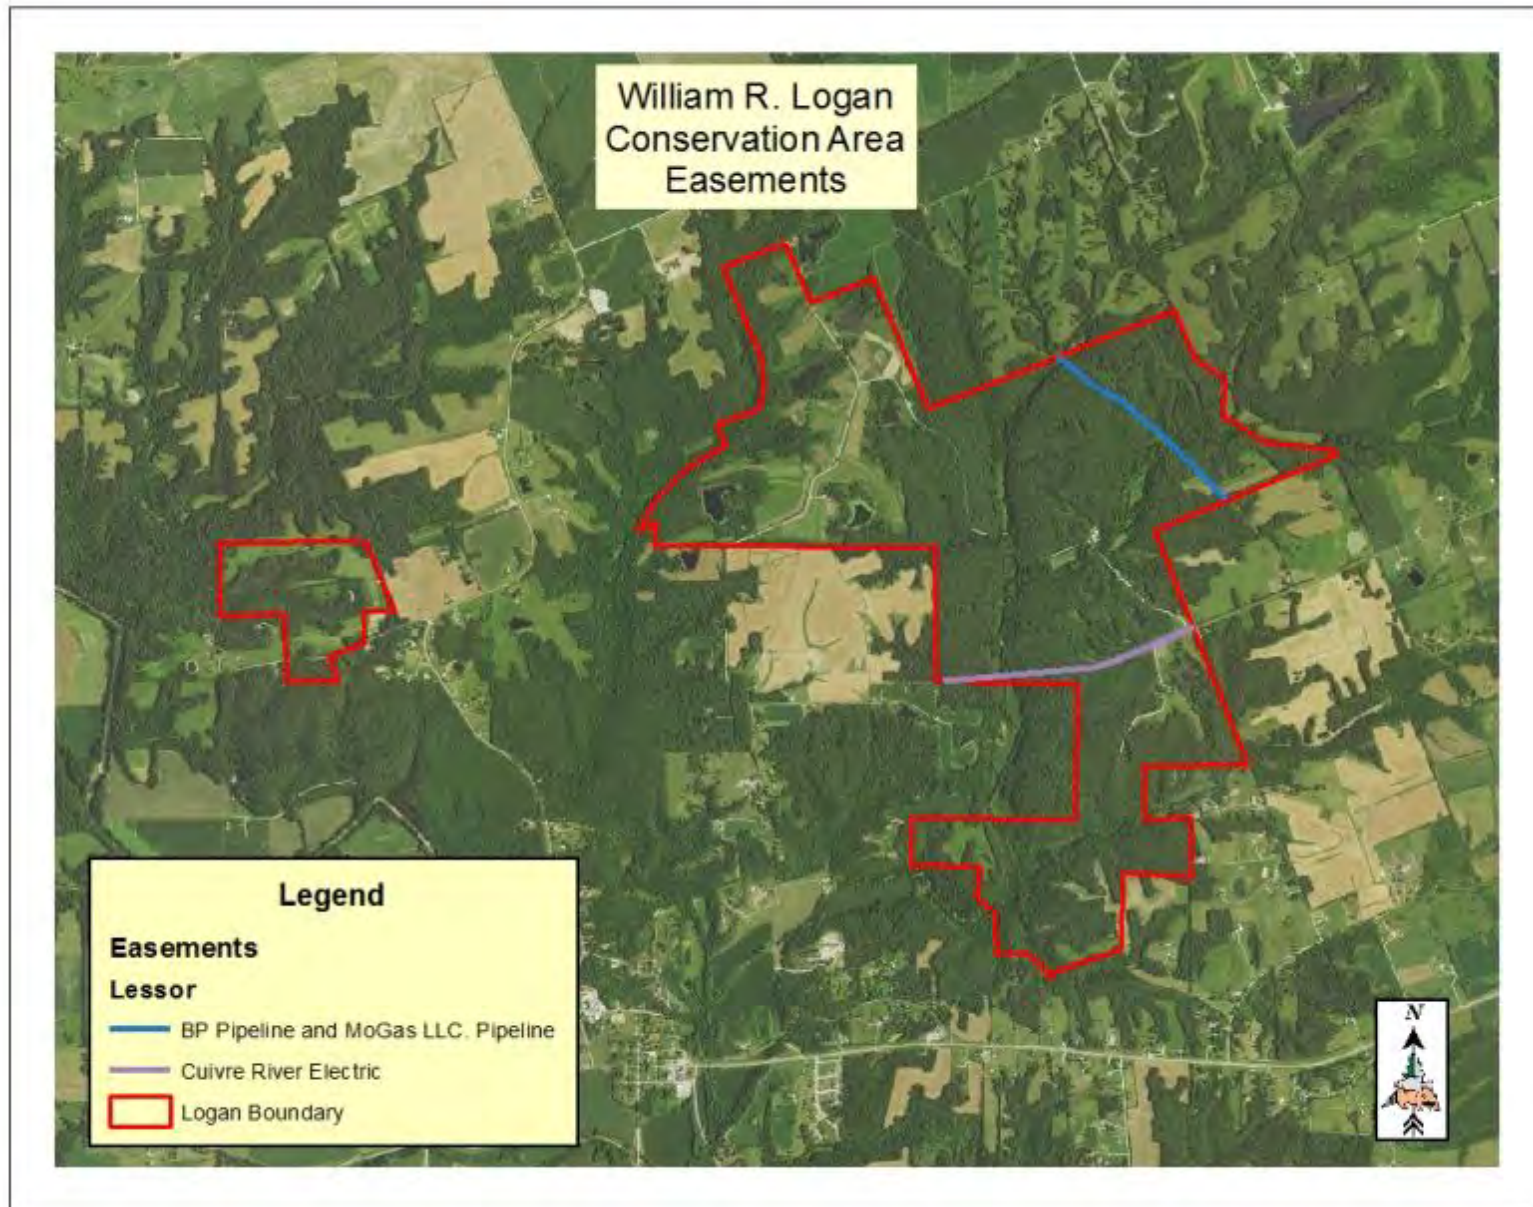 William R. Logan
Conservation Area
Easements
Legend
Easements
Lessor
BP Pipeline and MoGas LLC. Pipeline
Cuivre River Electric
Logan Boundary
N